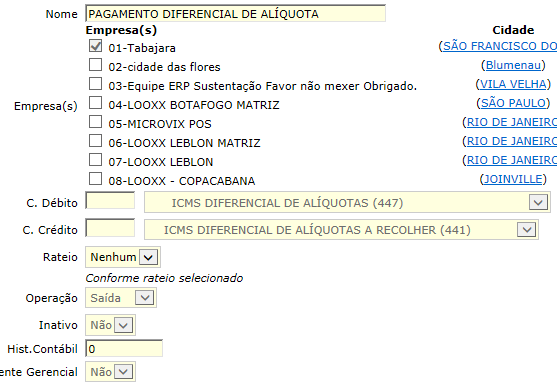 Nome PAGAMENTO DIFERENCIAL DE ALÍQUOTA
Empresa(s) Cidade
01-Tabajara (SÃO FRANCISCO DO
02-cidade das flores (Blumenau)
03-Equipe ERP Sustentação Favor não mexer Obrigado. (VILA VELHA)
Empresa(s) 04-LOOXX BOTAFOGO MATRIZ (SÃO PAULO)
05-MICROVIX POS (RIO DE JANEIRO
06-LOOXX LEBLON MATRIZ (RIO DE JANEIRO
07-LOOXX LEBLON (RIO DE JANEIRO
08-LOOXX - COPACABANA (JOINVILLE)
C. Débito ICMS DIFERENCIAL DE ALÍQUOTAS (447)
C. Crédito ICMS DIFERENCIAL DE ALÍQUOTAS A RECOLHER (441)
Rateio Nenhum
Conforme rateio selecionado
Operação Saída
Inativo Não
Hist.Contábil 0
ente Gerencial Não